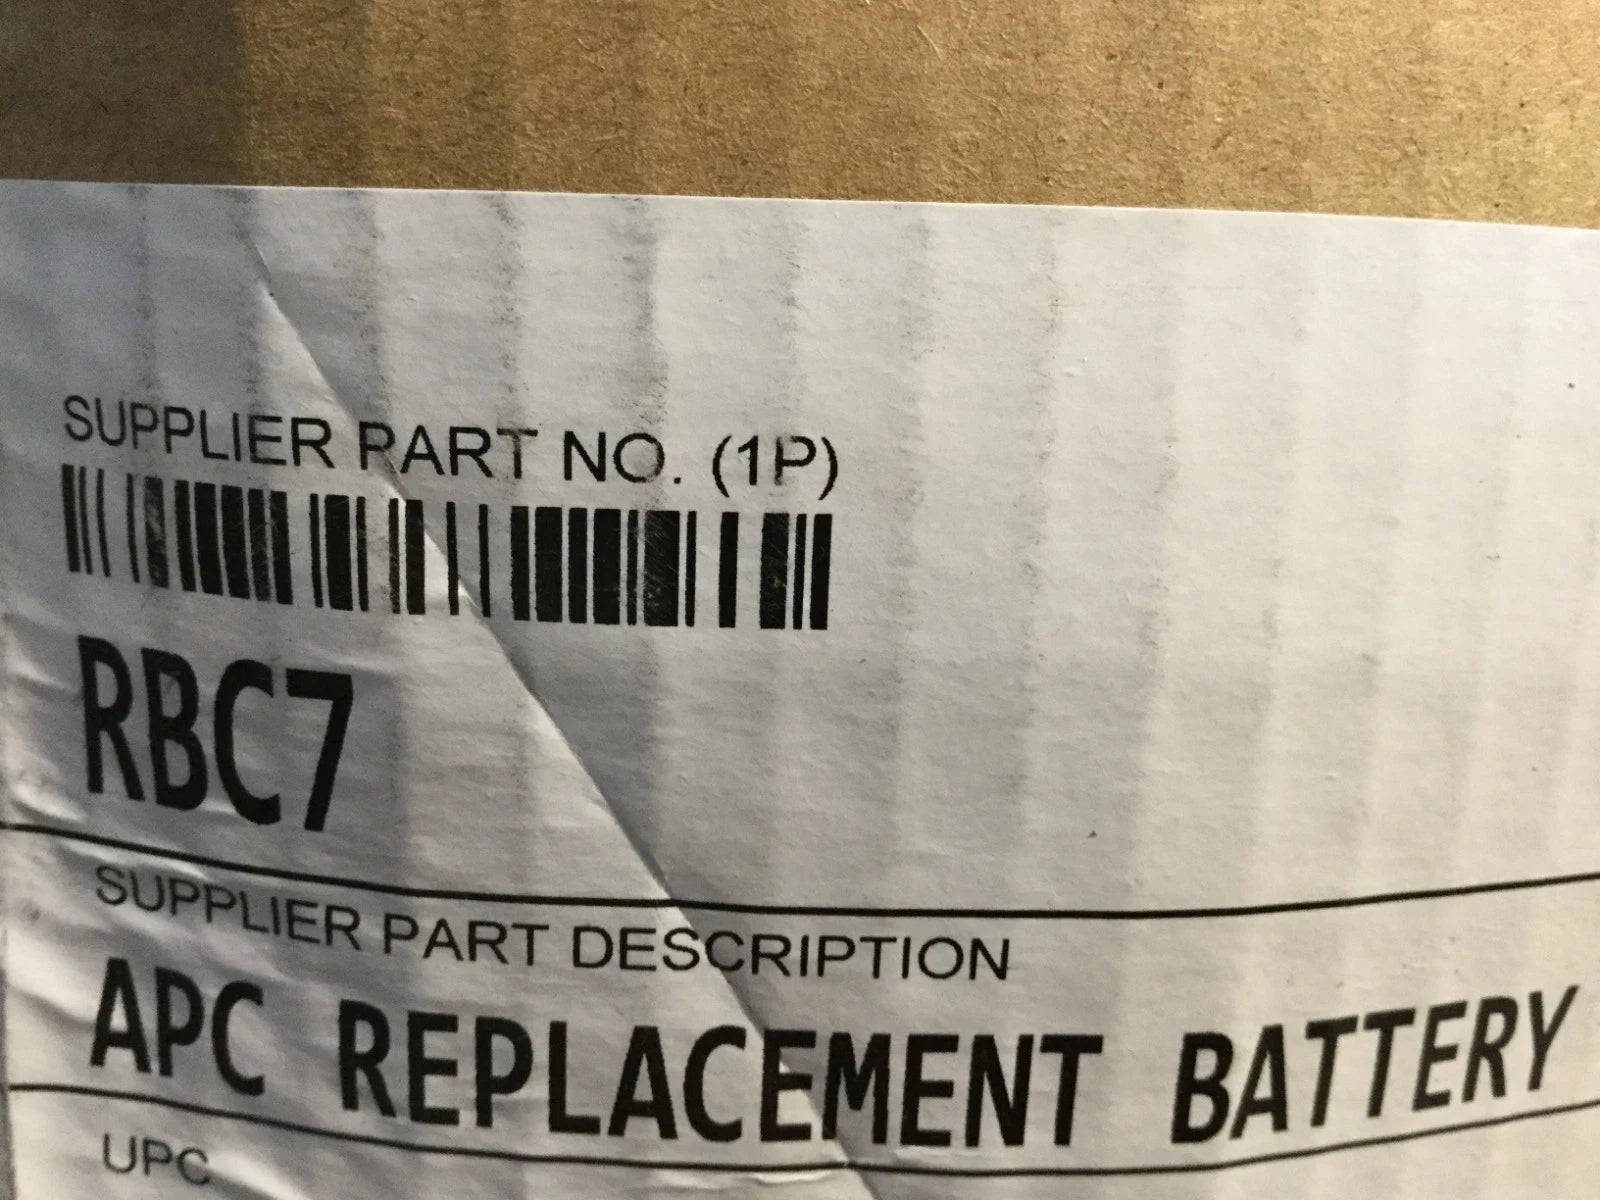 SUPPLIER PART NO. (1P)
RBC7
SUPPLIER PART DESCRIPTION
APC REPLACEMENT BATTERY
UPC